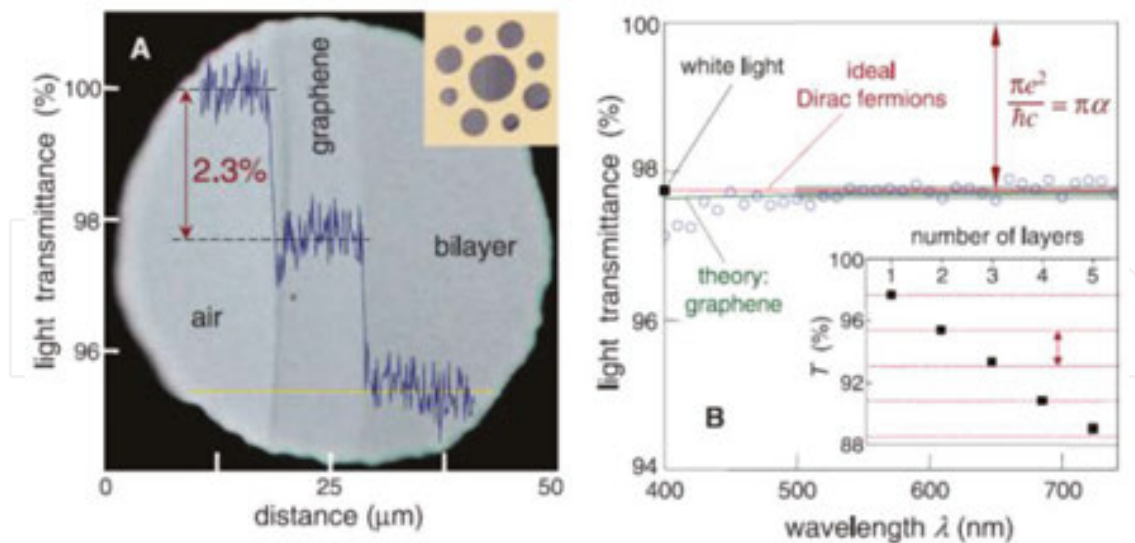 A
100
98
96
light transmittance (%)
2.3%
air
graphene
bilayer
0
25
50
distance (μm)
100
98
96
94
light transmittance (%)
white light
ideal
Dirac fermions
πe²/ħc = πα
theory:
graphene
B
number of layers
1 2 3 4 5
100
96
92
88
T (%)
400 500 600 700
wavelength λ (nm)